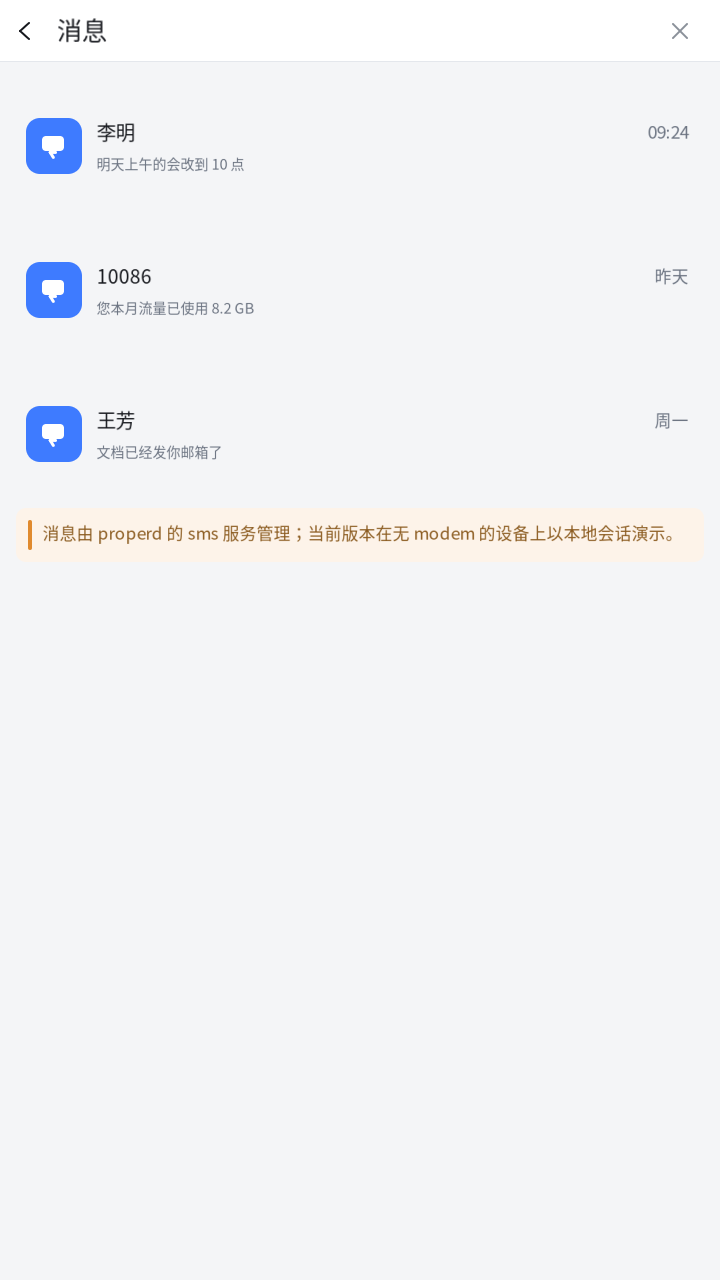 消息
李明
09:24
明天上午的会改到 10 点
10086
昨天
您本月流量已使用 8.2 GB
王芳
周一
文档已经发你邮箱了
消息由 properd 的 sms 服务管理；当前版本在无 modem 的设备上以本地会话演示。